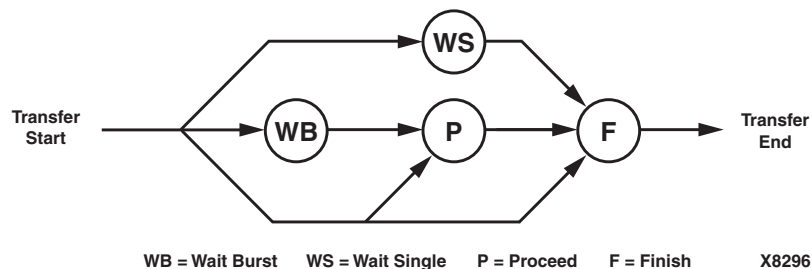 WS
Transfer
Start
WB
P
F
Transfer
End
WB = Wait Burst WS = Wait Single P = Proceed F = Finish X8296